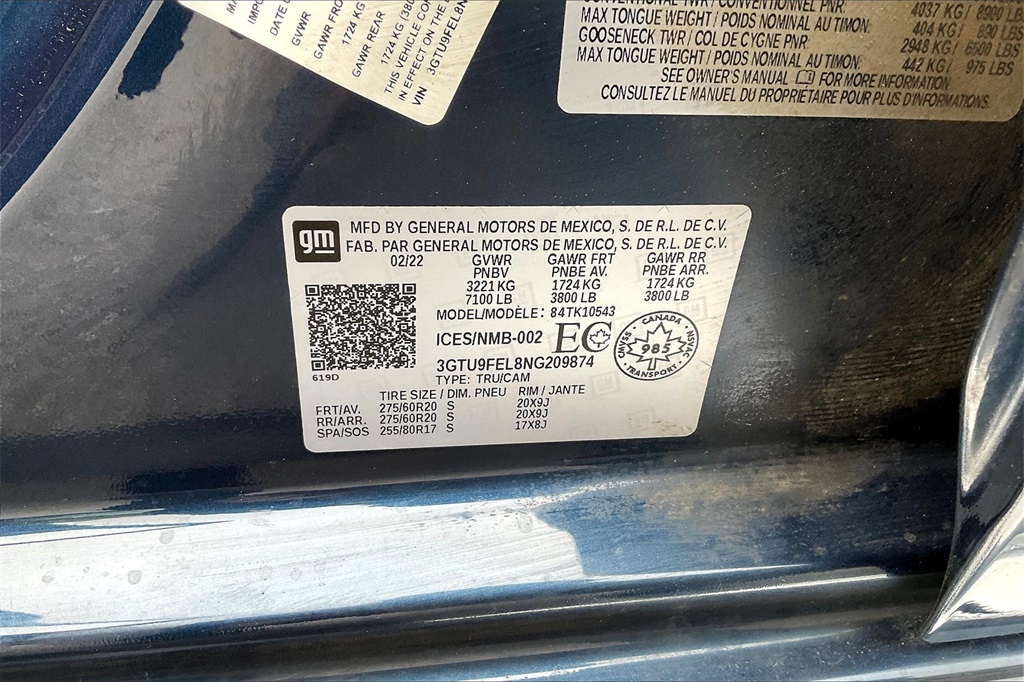 MA
IMPO
DATE O
GVWR
GAWR FRO
1724 KG
GAWR REAR
1724 KG (380
THIS VEHICLE CO
IN EFFECT ON THE
VIN 3GTU9FEL8N
CONVENTIONAL TWR / CONVENTIONNEL PNR: 4037 KG / 8900 LB
MAX TONGUE WEIGHT / POIDS NOMINAL AU TIMON: 404 KG / 890 LBS
GOOSENECK TWR / COL DE CYGNE PNR: 2948 KG / 6500 LBS
MAX TONGUE WEIGHT / POIDS NOMINAL AU TIMON: 442 KG / 975 LBS
SEE OWNER'S MANUAL FOR MORE INFORMATION
CONSULTEZ LE MANUEL DU PROPRIÉTAIRE POUR PLUS D'INFORMATIONS.
gm
MFD BY GENERAL MOTORS DE MEXICO, S. DE R.L. DE C.V.
FAB. PAR GENERAL MOTORS DE MEXICO, S. DE R.L. DE C.V.
02/22 GVWR GAWR FRT GAWR RR
PNBV PNBE AV. PNBE ARR.
3221 KG 1724 KG 1724 KG
7100 LB 3800 LB 3800 LB
MODEL/MODÈLE: 84TK10543
ICES/NMB-002 EC
CANADA
CMVSS 985 NSVAC
TRANSPORT
3GTU9FEL8NG209874
619D
TYPE: TRU/CAM
TIRE SIZE / DIM. PNEU RIM / JANTE
FRT/AV. 275/60R20 S 20X9J
RR/ARR. 275/60R20 S 20X9J
SPA/SOS 255/80R17 S 17X8J